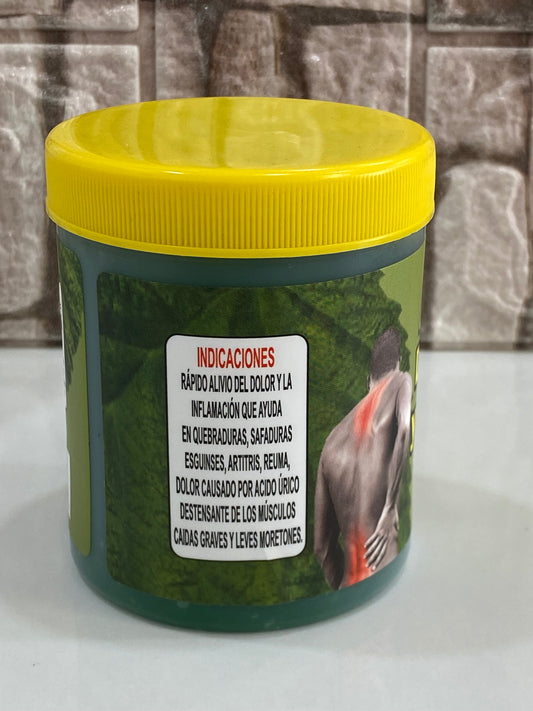 INDICACIONES
RÁPIDO ALIVIO DEL DOLOR Y LA
INFLAMACIÓN QUE AYUDA
EN QUEBRADURAS, SAFADURAS
ESGUINSES, ARTITRIS, REUMA,
DOLOR CAUSADO POR ACIDO ÚRICO
DESTENSANTE DE LOS MÚSCULOS
CAIDAS GRAVES Y LEVES MORETONES.